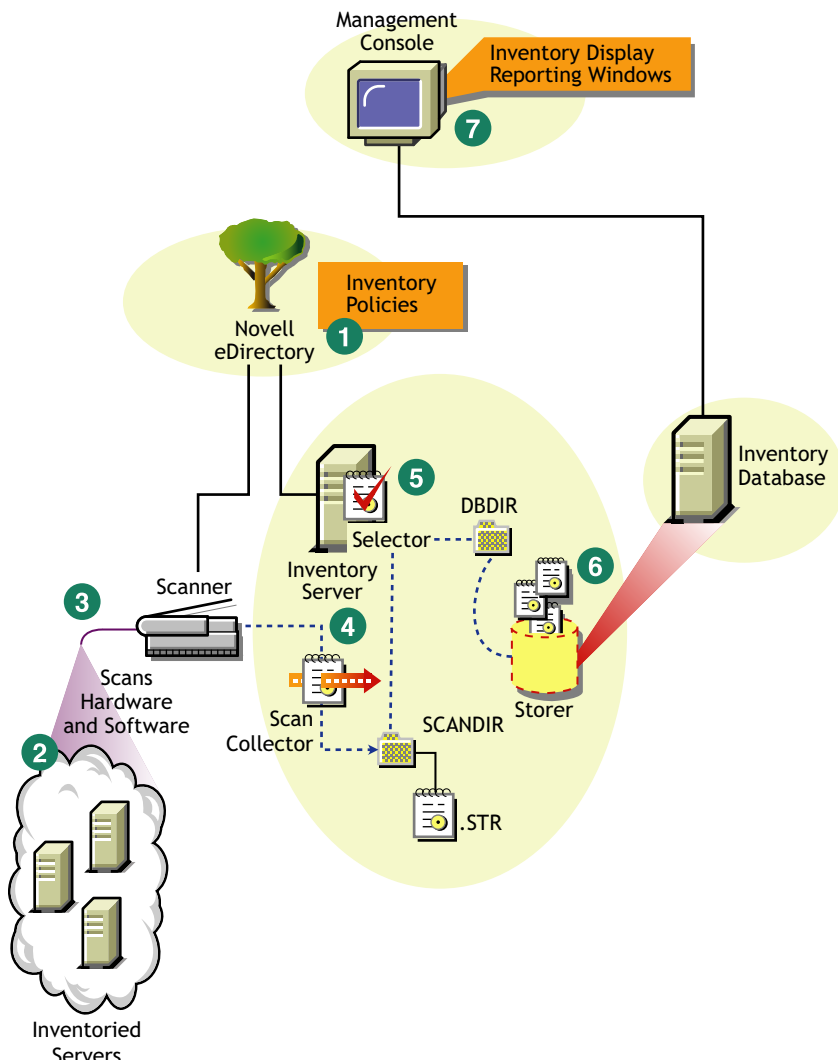 Management
Console
Inventory Display
Reporting Windows
7
Inventory
Policies
Novell
eDirectory
1
Inventory
Database
5
DBDIR
Selector
Inventory
Server
6
Scanner
3
4
Scans
Hardware
and Software
Scan
Collector
SCANDIR
Storer
2
.STR
Inventoried
Servers